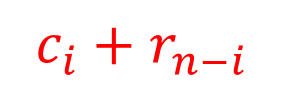 c_i + r_{n-i}